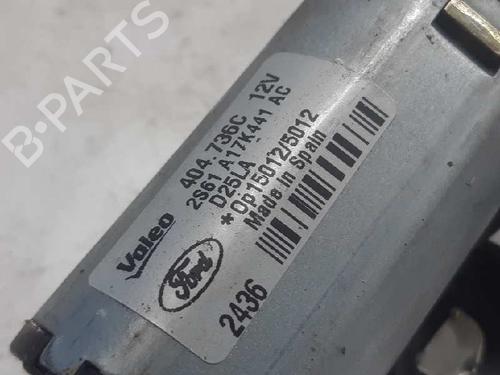 Valeo
404.736C 12V
2S61 A17K441 AC
D25LA
*OP15012/5012
Made in Spain
Ford
2436
B-PARTS